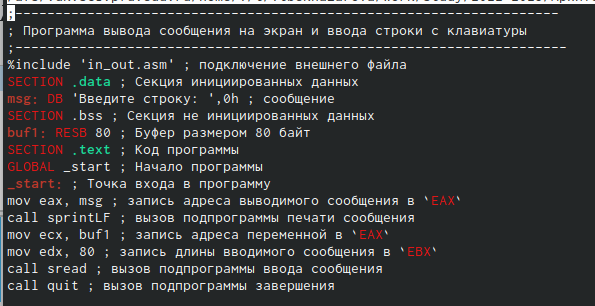 ;--------------------------------------------------------------------
; Программа вывода сообщения на экран и ввода строки с клавиатуры
;---------------------------------------------------------------------
%include 'in_out.asm' ; подключение внешнего файла
SECTION .data ; Секция инициированных данных
msg: DB 'Введите строку: ',0h ; сообщение
SECTION .bss ; Секция не инициированных данных
buf1: RESB 80 ; Буфер размером 80 байт
SECTION .text ; Код программы
GLOBAL _start ; Начало программы
_start: ; Точка входа в программу
mov eax, msg ; запись адреса выводимого сообщения в `EAX`
call sprintLF ; вызов подпрограммы печати сообщения
mov ecx, buf1 ; запись адреса переменной в `EAX`
mov edx, 80 ; запись длины вводимого сообщения в `EBX`
call sread ; вызов подпрограммы ввода сообщения
call quit ; вызов подпрограммы завершения